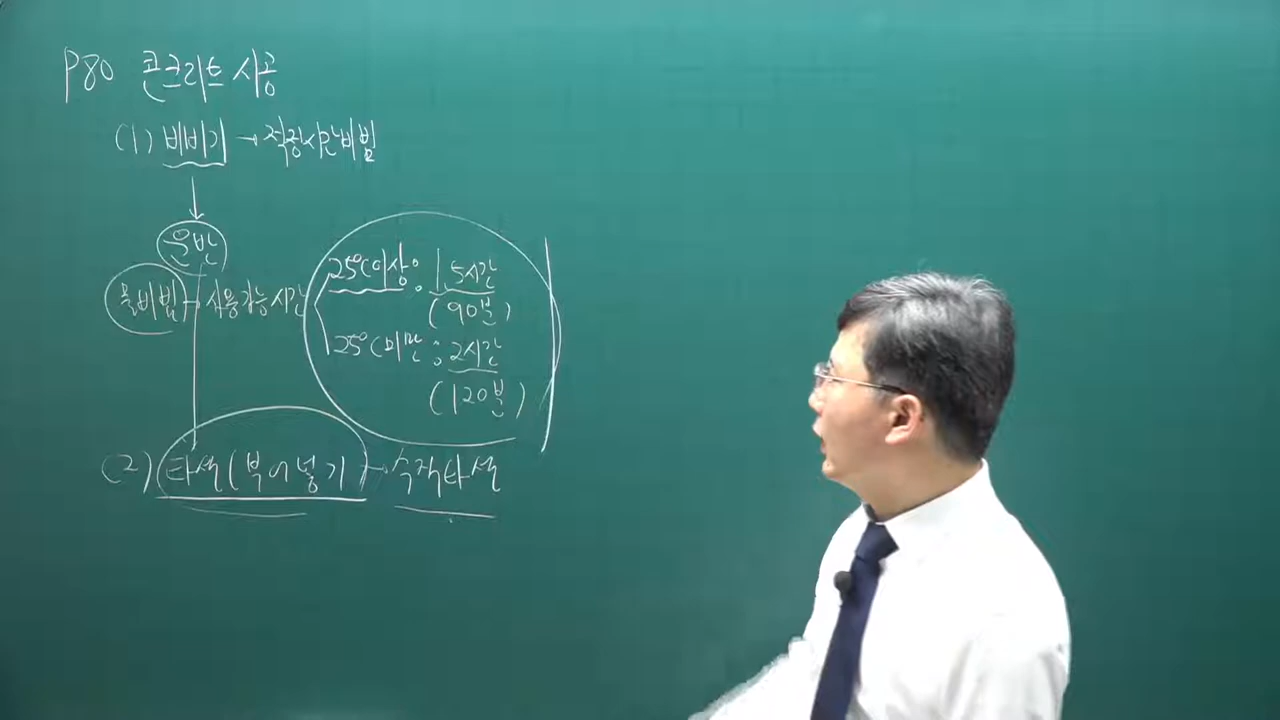 P80 콘크리트 시공
(1) 비비기 → 적정시간비빔
운반
물비빔 → 사용가능시간
25℃이상 : 1.5시간
(90분)
25℃미만 : 2시간
(120분)
(2) 타설(부어넣기) → 수직타설